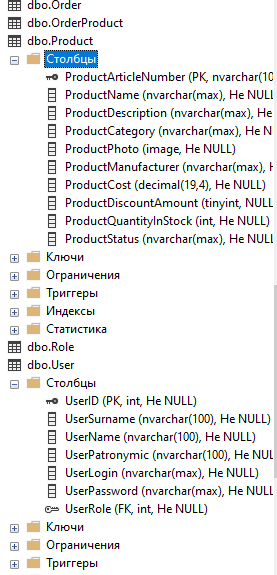 dbo.Order
dbo.OrderProduct
dbo.Product
Столбцы
ProductArticleNumber (PK, nvarchar(10
ProductName (nvarchar(max), Не NULL)
ProductDescription (nvarchar(max), Не
ProductCategory (nvarchar(max), Не NU
ProductPhoto (image, Не NULL)
ProductManufacturer (nvarchar(max), Н
ProductCost (decimal(19,4), Не NULL)
ProductDiscountAmount (tinyint, NULL)
ProductQuantityInStock (int, Не NULL)
ProductStatus (nvarchar(max), Не NULL
Ключи
Ограничения
Триггеры
Индексы
Статистика
dbo.Role
dbo.User
Столбцы
UserID (PK, int, Не NULL)
UserSurname (nvarchar(100), Не NULL)
UserName (nvarchar(100), Не NULL)
UserPatronymic (nvarchar(100), Не NULL)
UserLogin (nvarchar(max), Не NULL)
UserPassword (nvarchar(max), Не NULL)
UserRole (FK, int, Не NULL)
Ключи
Ограничения
Триггеры